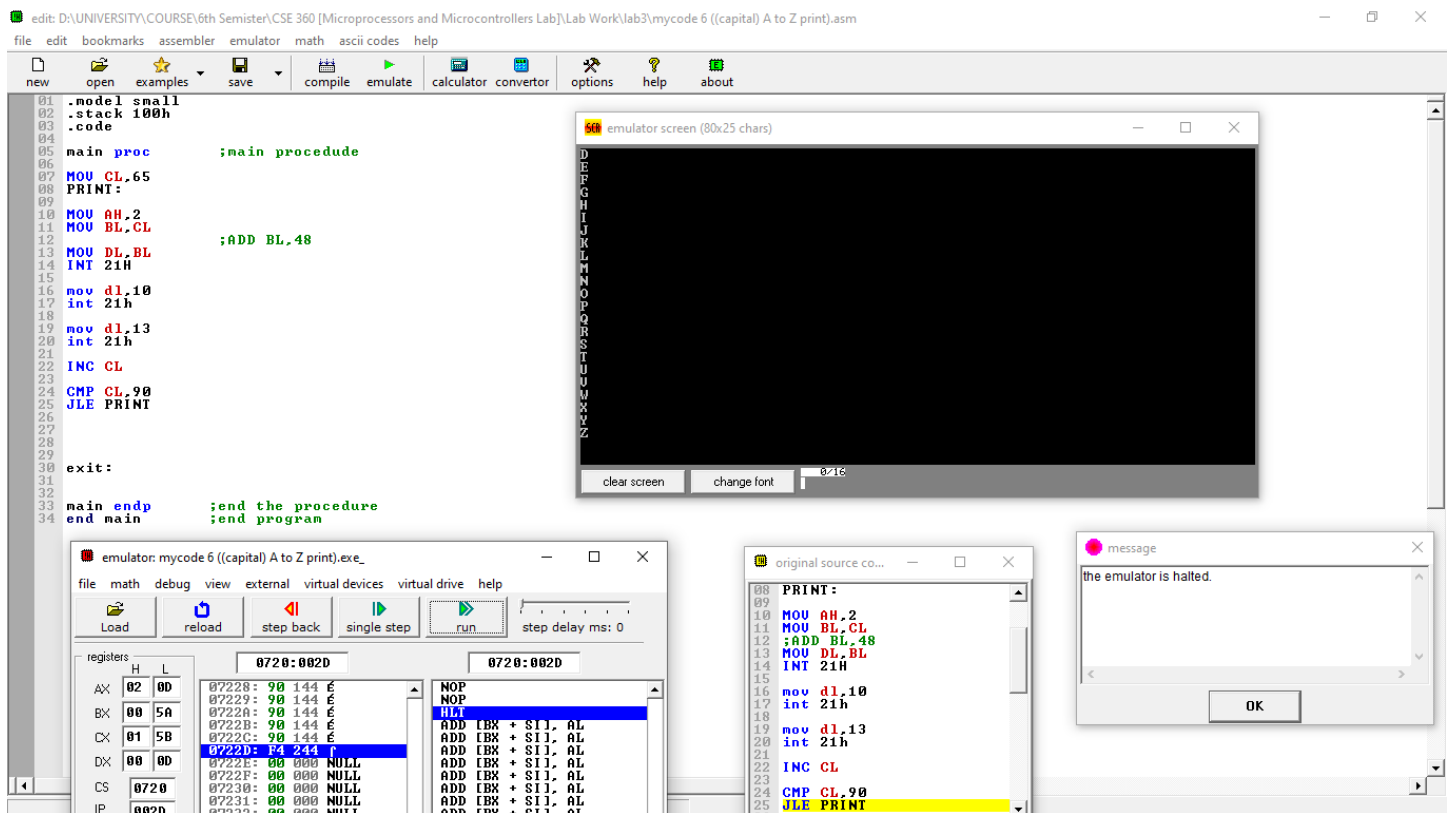 edit: D:\UNIVERSITY\COURSE\6th Semister\CSE 360 [Microprocessors and Microcontrollers Lab]\Lab Work\lab3\mycode 6 ((capital) A to Z print).asm
file edit bookmarks assembler emulator math ascii codes help
new open examples save compile emulate calculator convertor options help about
01 .model small
02 .stack 100h
03 .code
04
05 main proc ;main procedude
06
07 MOV CL,65
08 PRINT:
09
10 MOV AH,2
11 MOV BL,CL
12 ;ADD BL,48
13 MOV DL,BL
14 INT 21H
15
16 mov dl,10
17 int 21h
18
19 mov dl,13
20 int 21h
21
22 INC CL
23
24 CMP CL,90
25 JLE PRINT
26
27
28
29
30 exit:
31
32
33 main endp ;end the procedure
34 end main ;end program
SCR emulator screen (80x25 chars)
D
E
F
G
H
I
J
K
L
M
N
O
P
Q
R
S
T
U
V
W
X
Y
Z
clear screen change font 0/16
emulator: mycode 6 ((capital) A to Z print).exe_
file math debug view external virtual devices virtual drive help
Load reload step back single step run step delay ms: 0
registers
H L
AX 02 0D
BX 00 5A
CX 01 5B
DX 00 0D
CS 0720
IP 002D
0720:002D 0720:002D
07228: 90 144 É
07229: 90 144 É
0722A: 90 144 É
0722B: 90 144 É
0722C: 90 144 É
0722D: F4 244 ⌠
0722E: 00 000 NULL
0722F: 00 000 NULL
07230: 00 000 NULL
07231: 00 000 NULL
07232: 00 000 NULL
NOP
NOP
HLT
ADD [BX + SI], AL
ADD [BX + SI], AL
ADD [BX + SI], AL
ADD [BX + SI], AL
ADD [BX + SI], AL
ADD [BX + SI], AL
ADD [BX + SI], AL
ADD [BX + SI], AL
original source co...
08 PRINT:
09
10 MOV AH,2
11 MOV BL,CL
12 ;ADD BL,48
13 MOV DL,BL
14 INT 21H
15
16 mov dl,10
17 int 21h
18
19 mov dl,13
20 int 21h
21
22 INC CL
23
24 CMP CL,90
25 JLE PRINT
message
the emulator is halted.
OK